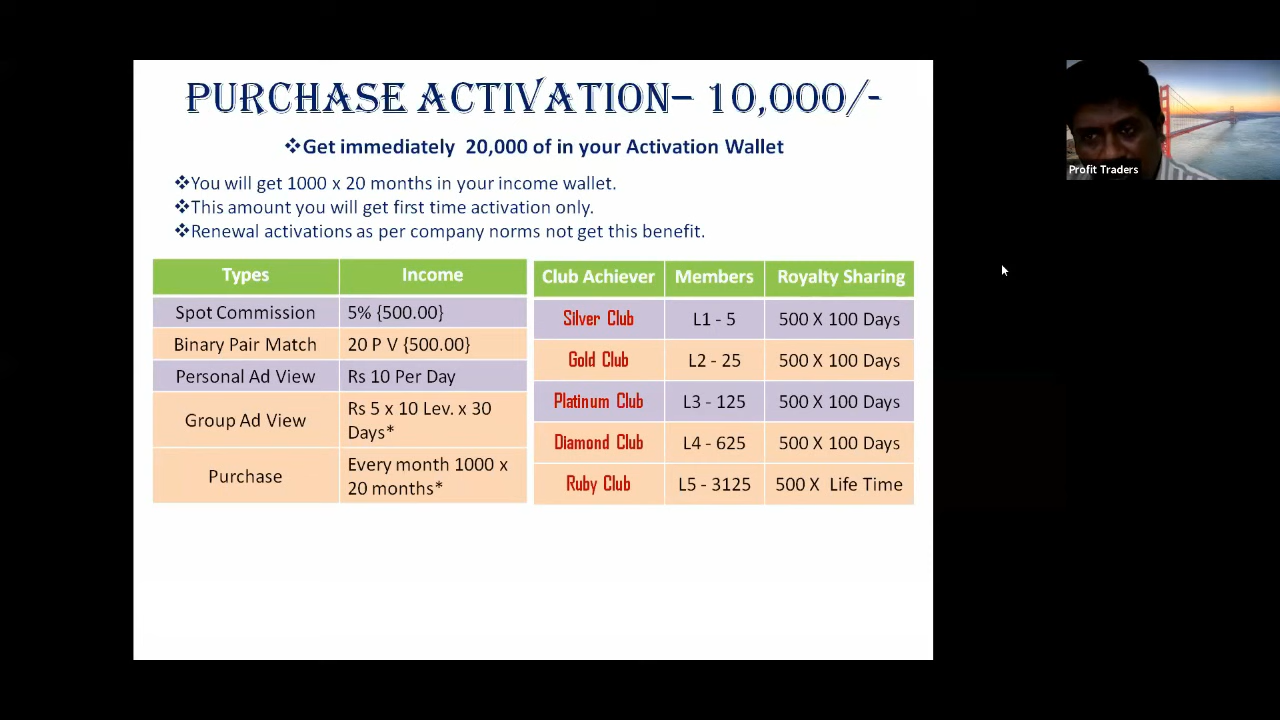 PURCHASE ACTIVATION– 10,000/-
❖Get immediately 20,000 of in your Activation Wallet
❖You will get 1000 x 20 months in your income wallet.
❖This amount you will get first time activation only.
❖Renewal activations as per company norms not get this benefit.
Types Income
Spot Commission 5% {500.00}
Binary Pair Match 20 P V {500.00}
Personal Ad View Rs 10 Per Day
Group Ad View Rs 5 x 10 Lev. x 30
Days*
Purchase Every month 1000 x
20 months*
Club Achiever Members Royalty Sharing
Silver Club L1 - 5 500 X 100 Days
Gold Club L2 - 25 500 X 100 Days
Platinum Club L3 - 125 500 X 100 Days
Diamond Club L4 - 625 500 X 100 Days
Ruby Club L5 - 3125 500 X Life Time
Profit Traders